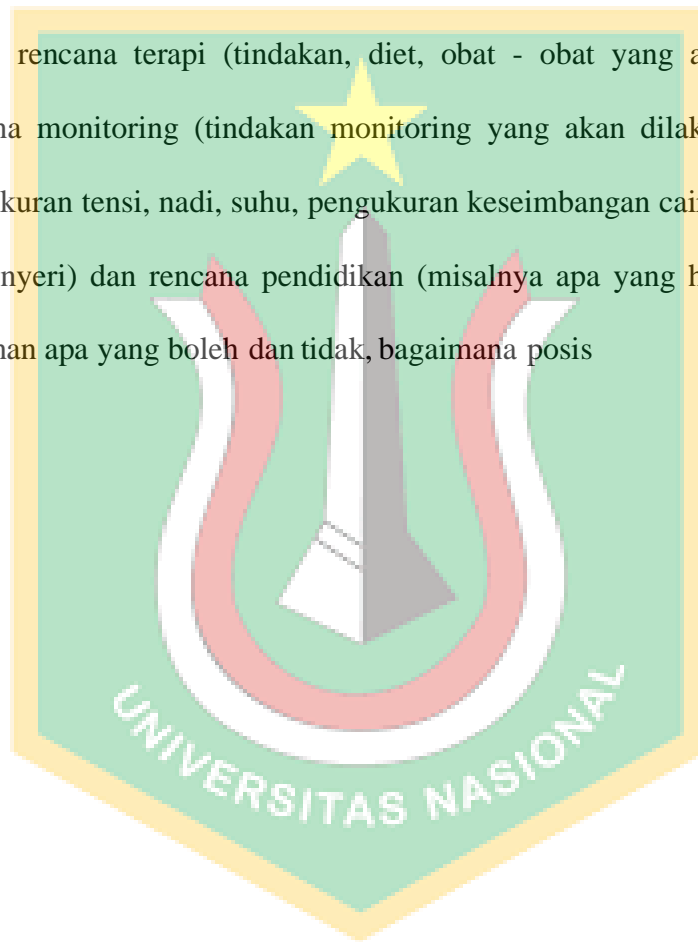 rencana terapi (tindakan, diet, obat - obat yang a
na monitoring (tindakan monitoring yang akan dilak
kuran tensi, nadi, suhu, pengukuran keseimbangan cai
nyeri) dan rencana pendidikan (misalnya apa yang h
nan apa yang boleh dan tidak, bagaimana posis
UNIVERSITAS NASIONAL